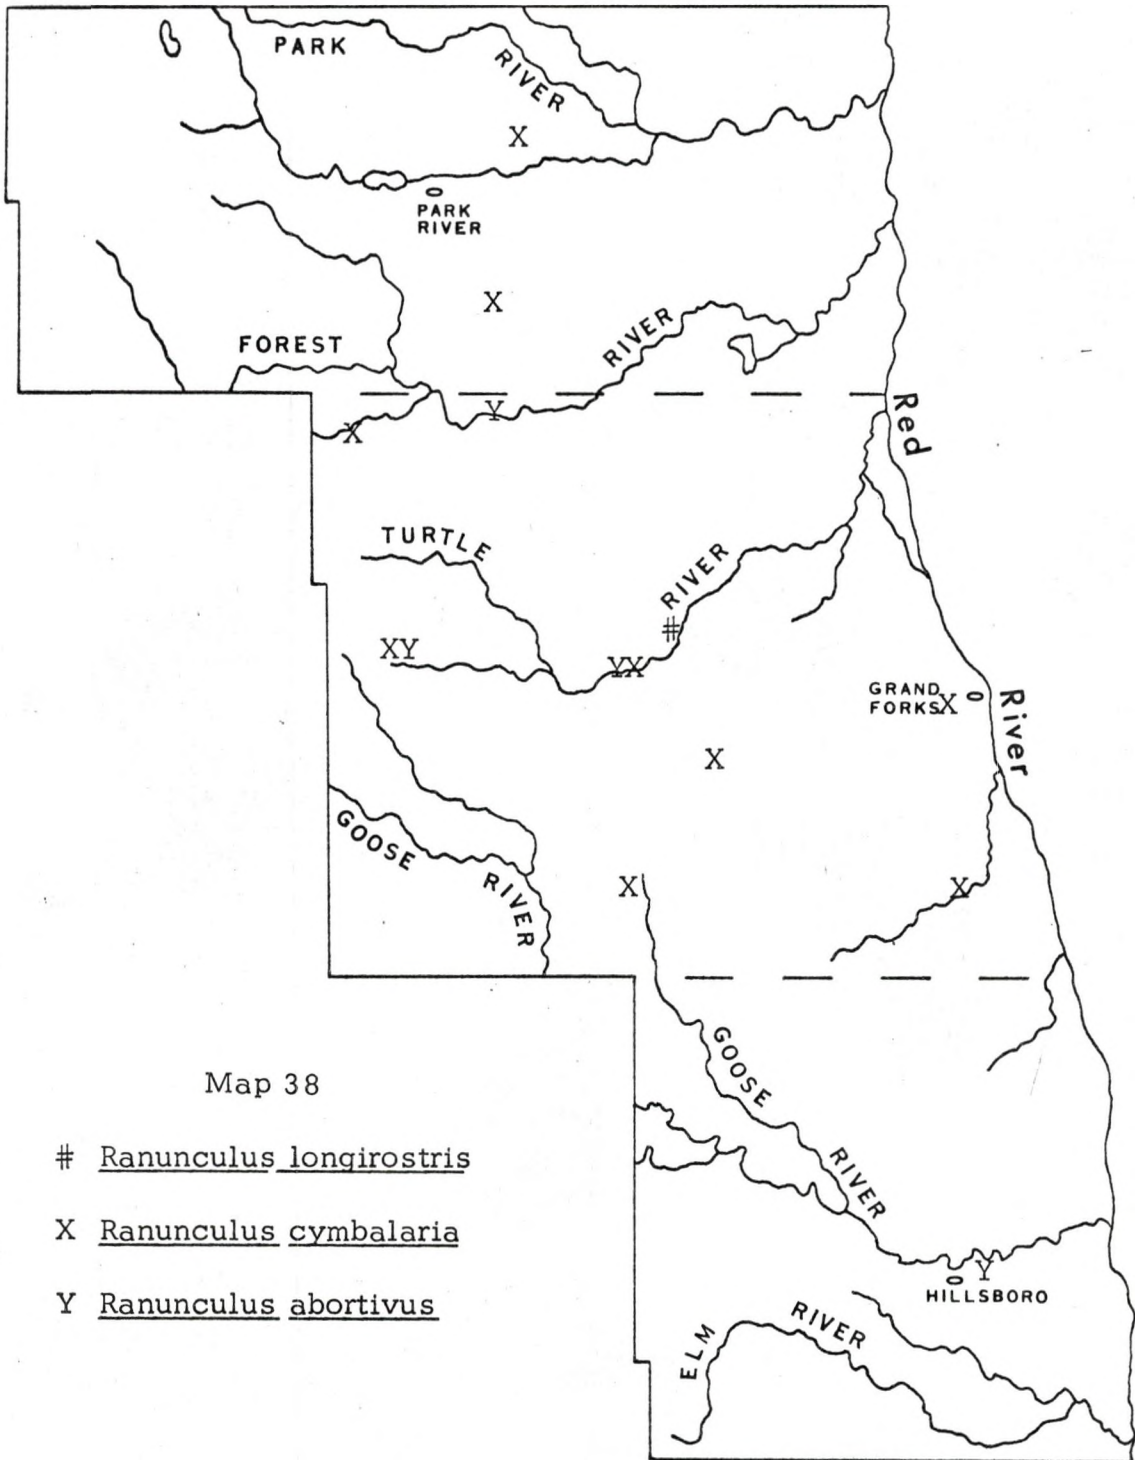 PARK
RIVER
X
PARK
RIVER
X
FOREST
RIVER
Y
X
Red
TURTLE
RIVER
#
XY
YX
GRAND
FORKS X
River
X
GOOSE
RIVER
X
X
GOOSE
RIVER
Map 38
# Ranunculus longirostris
X Ranunculus cymbalaria
Y Ranunculus abortivus
Y
HILLSBORO
ELM
RIVER